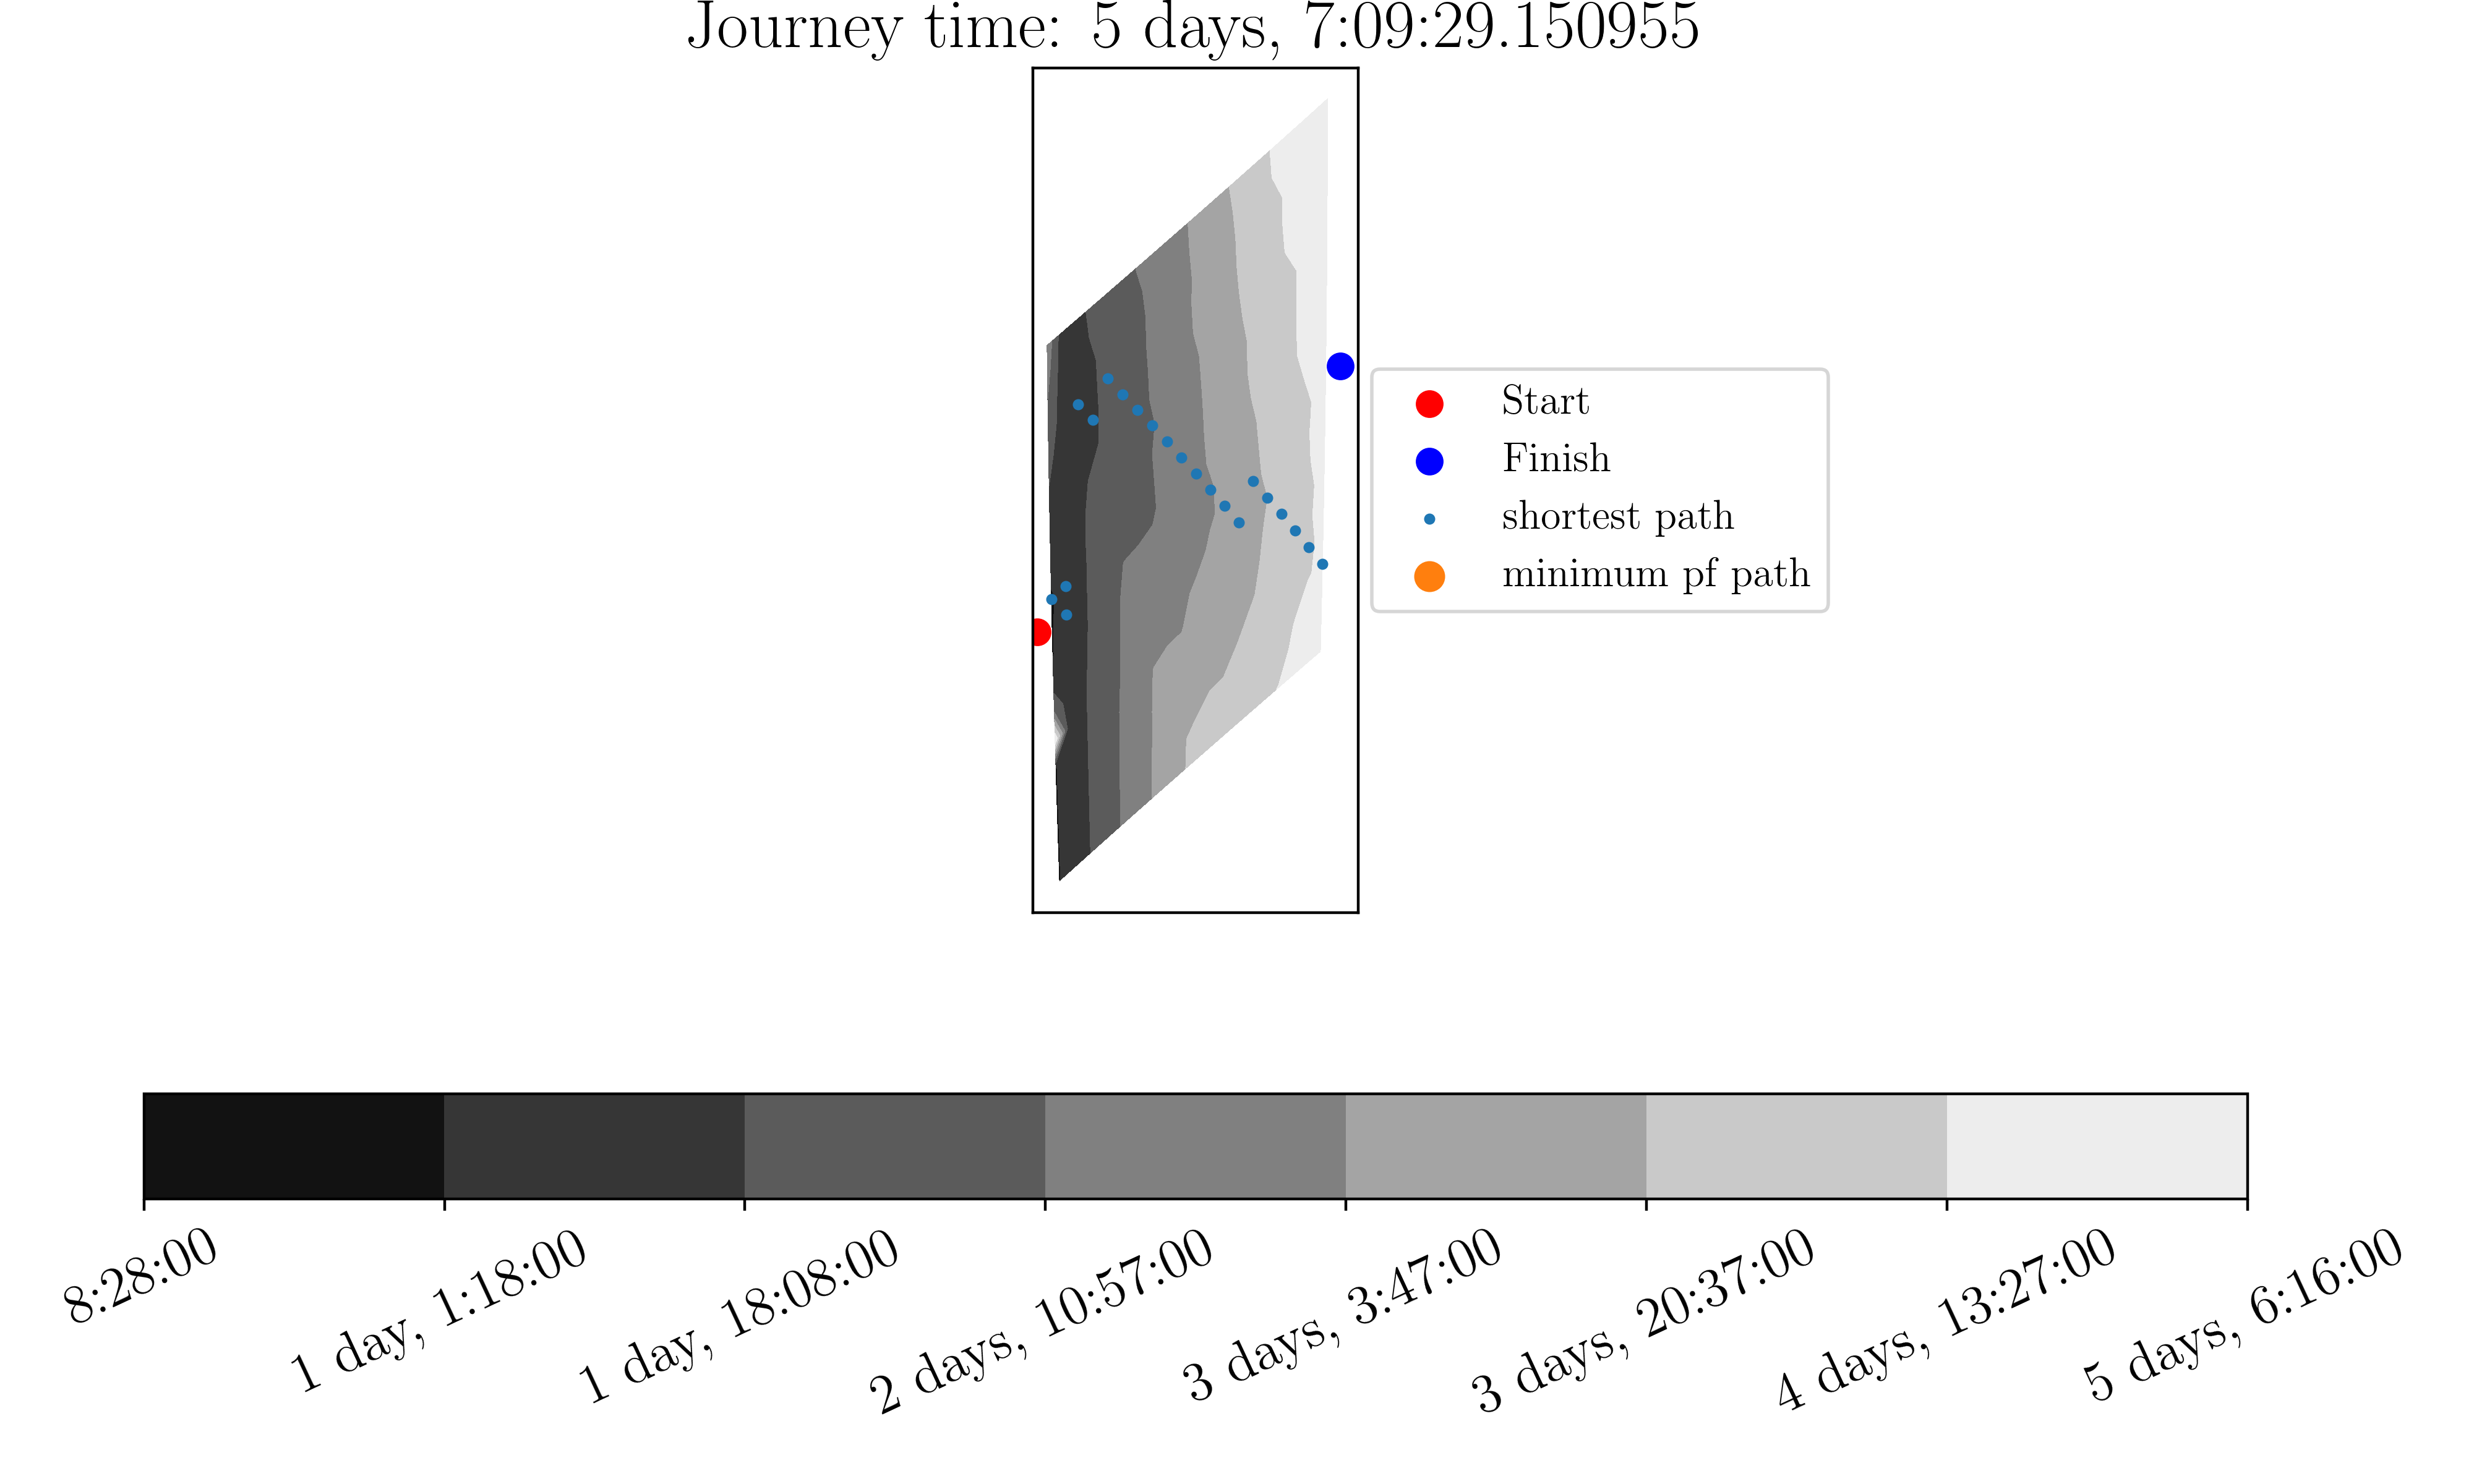 Journey time: 5 days, 7:09:29.150955
Start
Finish
shortest path
minimum pf path
8:28:00
1 day, 1:18:00
1 day, 18:08:00
2 days, 10:57:00
3 days, 3:47:00
3 days, 20:37:00
4 days, 13:27:00
5 days, 6:16:00